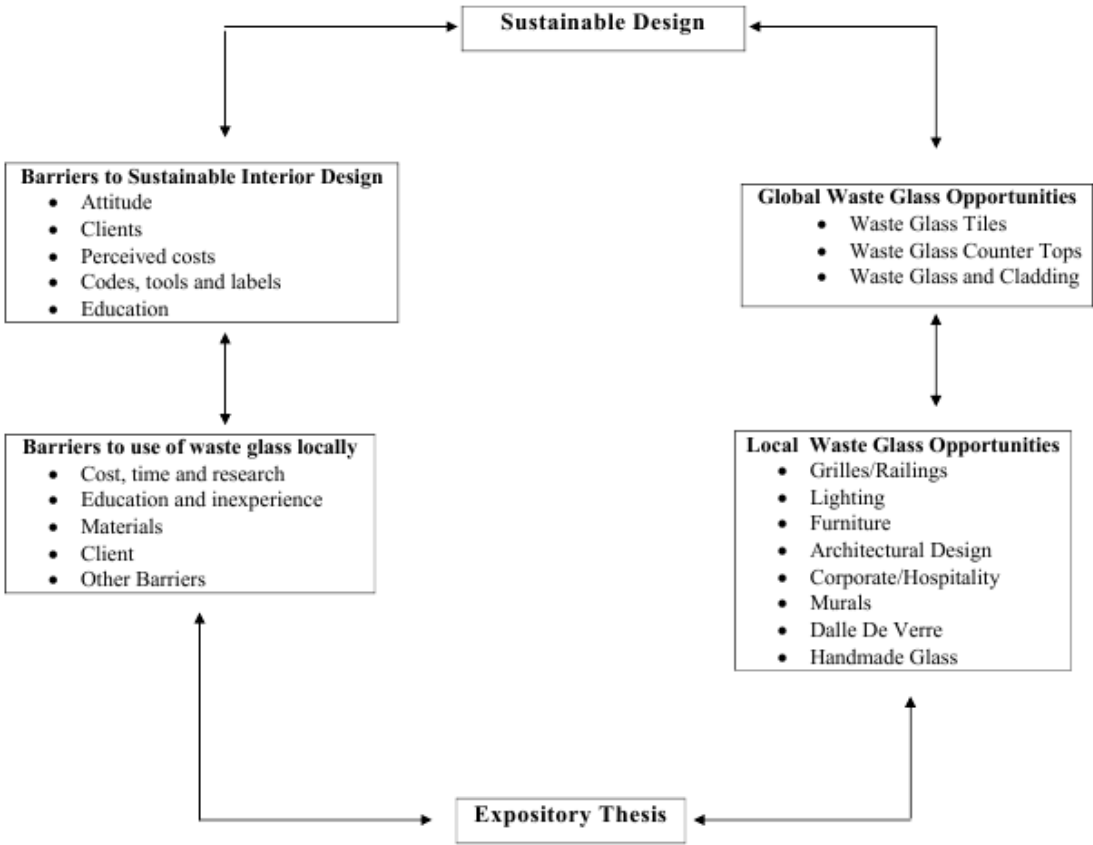 Sustainable Design
Barriers to Sustainable Interior Design
• Attitude
• Clients
• Perceived costs
• Codes, tools and labels
• Education
Global Waste Glass Opportunities
• Waste Glass Tiles
• Waste Glass Counter Tops
• Waste Glass and Cladding
Barriers to use of waste glass locally
• Cost, time and research
• Education and inexperience
• Materials
• Client
• Other Barriers
Local Waste Glass Opportunities
• Grilles/Railings
• Lighting
• Furniture
• Architectural Design
• Corporate/Hospitality
• Murals
• Dalle De Verre
• Handmade Glass
Expository Thesis